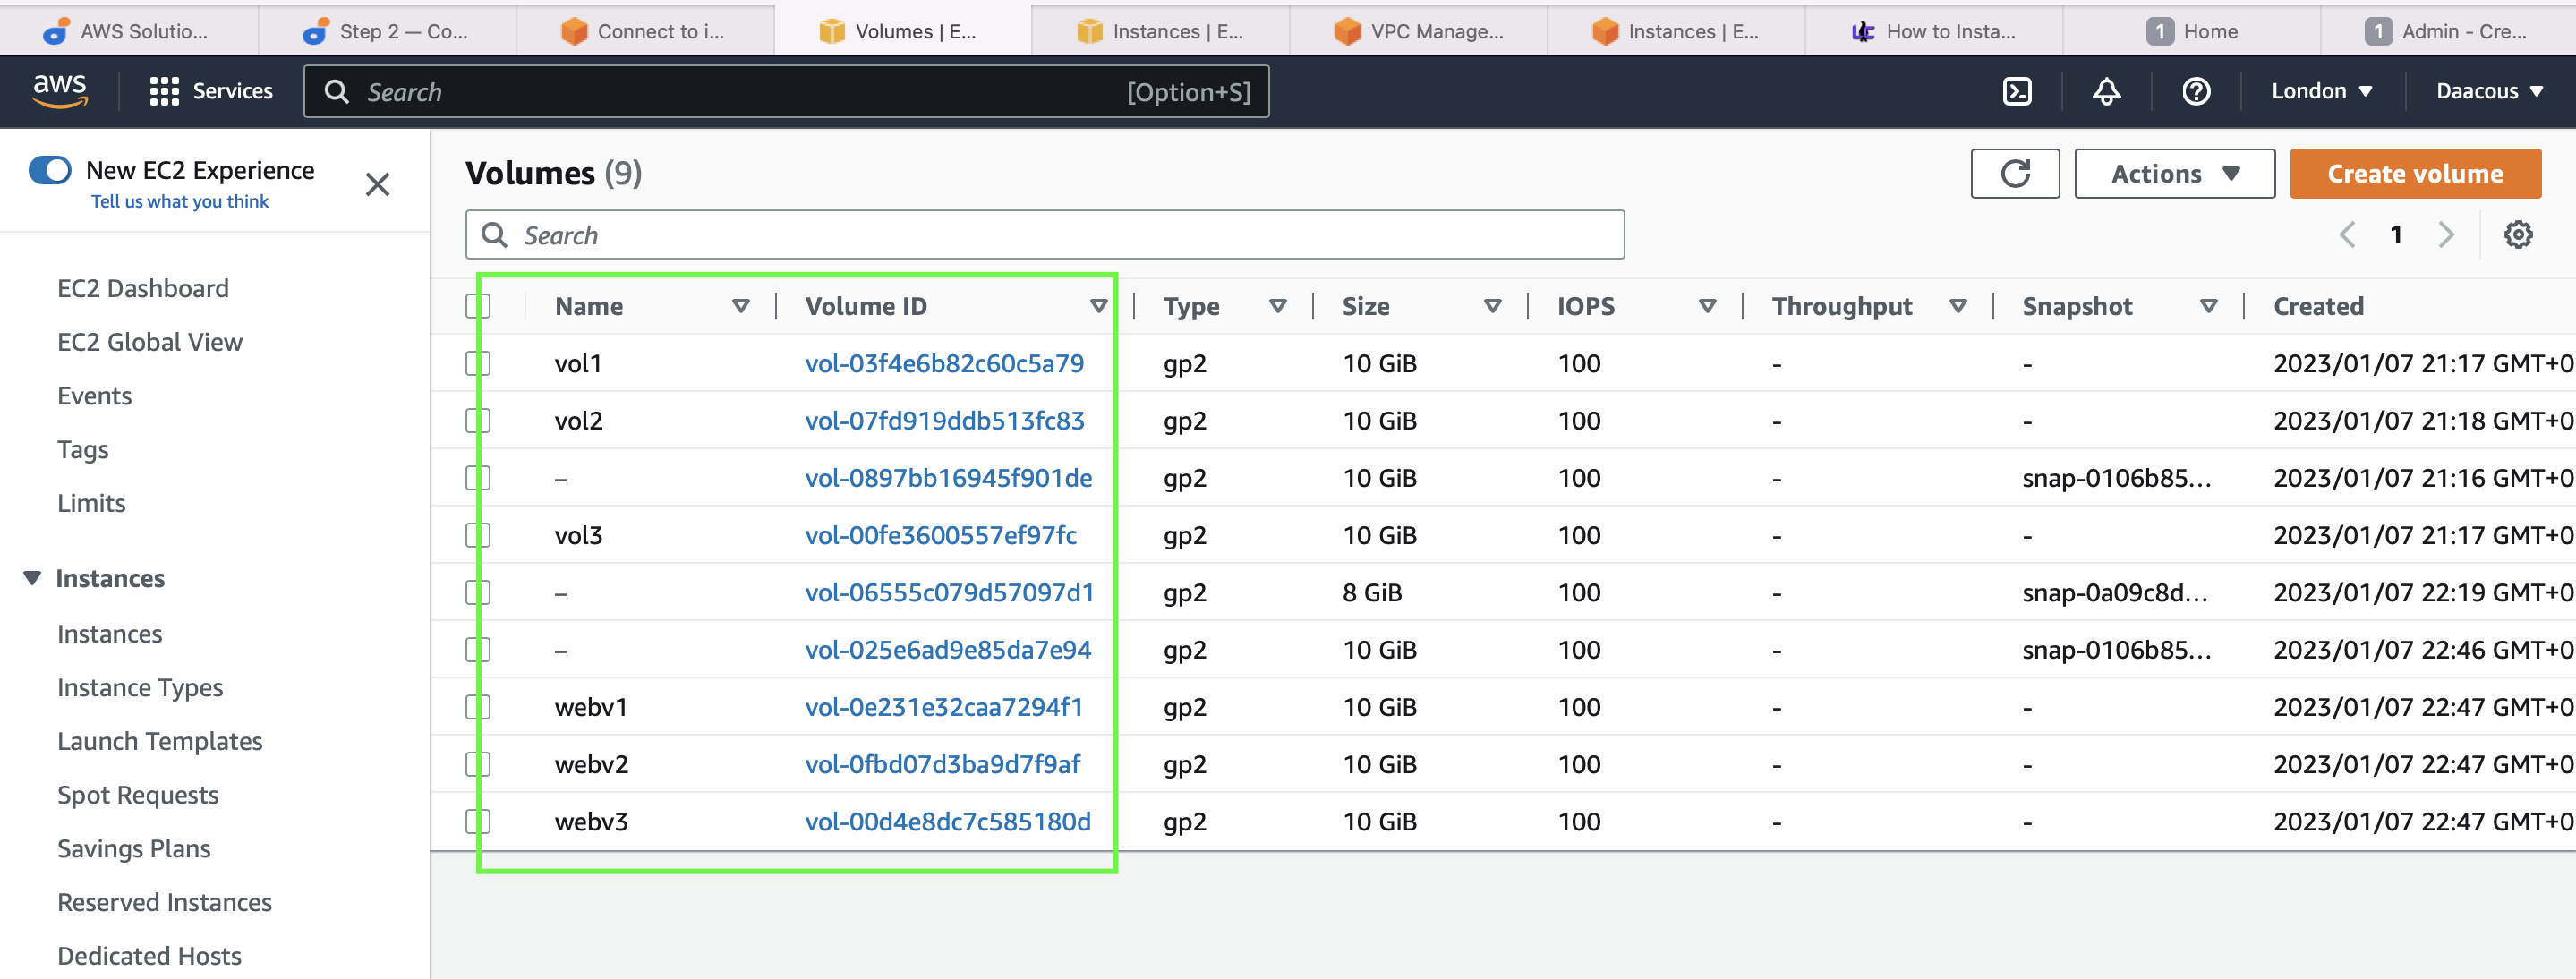 AWS Solutio...
Step 2 — Co...
Connect to i...
Volumes | E...
Instances | E...
VPC Manage...
Instances | E...
How to Insta...
1 Home
1 Admin - Cre...
aws
Services
Search [Option+S]
London
Daacous
New EC2 Experience
Tell us what you think
EC2 Dashboard
EC2 Global View
Events
Tags
Limits
Instances
Instances
Instance Types
Launch Templates
Spot Requests
Savings Plans
Reserved Instances
Dedicated Hosts
Volumes (9)
Actions
Create volume
Search
1
Name Volume ID Type Size IOPS Throughput Snapshot Created
vol1 vol-03f4e6b82c60c5a79 gp2 10 GiB 100 - - 2023/01/07 21:17 GMT+0
vol2 vol-07fd919ddb513fc83 gp2 10 GiB 100 - - 2023/01/07 21:18 GMT+0
– vol-0897bb16945f901de gp2 10 GiB 100 - snap-0106b85... 2023/01/07 21:16 GMT+0
vol3 vol-00fe3600557ef97fc gp2 10 GiB 100 - - 2023/01/07 21:17 GMT+0
– vol-06555c079d57097d1 gp2 8 GiB 100 - snap-0a09c8d... 2023/01/07 22:19 GMT+0
– vol-025e6ad9e85da7e94 gp2 10 GiB 100 - snap-0106b85... 2023/01/07 22:46 GMT+0
webv1 vol-0e231e32caa7294f1 gp2 10 GiB 100 - - 2023/01/07 22:47 GMT+0
webv2 vol-0fbd07d3ba9d7f9af gp2 10 GiB 100 - - 2023/01/07 22:47 GMT+0
webv3 vol-00d4e8dc7c585180d gp2 10 GiB 100 - - 2023/01/07 22:47 GMT+0